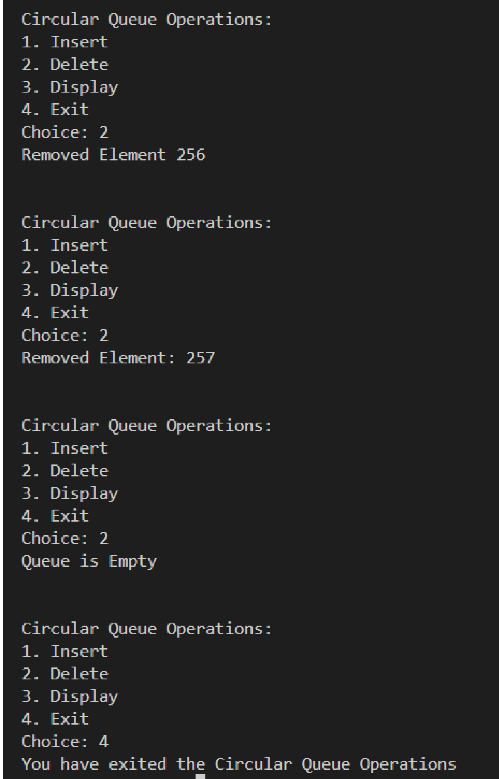 Circular Queue Operations:
1. Insert
2. Delete
3. Display
4. Exit
Choice: 2
Removed Element 256
Circular Queue Operations:
1. Insert
2. Delete
3. Display
4. Exit
Choice: 2
Removed Element: 257
Circular Queue Operations:
1. Insert
2. Delete
3. Display
4. Exit
Choice: 2
Queue is Empty
Circular Queue Operations:
1. Insert
2. Delete
3. Display
4. Exit
Choice: 4
You have exited the Circular Queue Operations